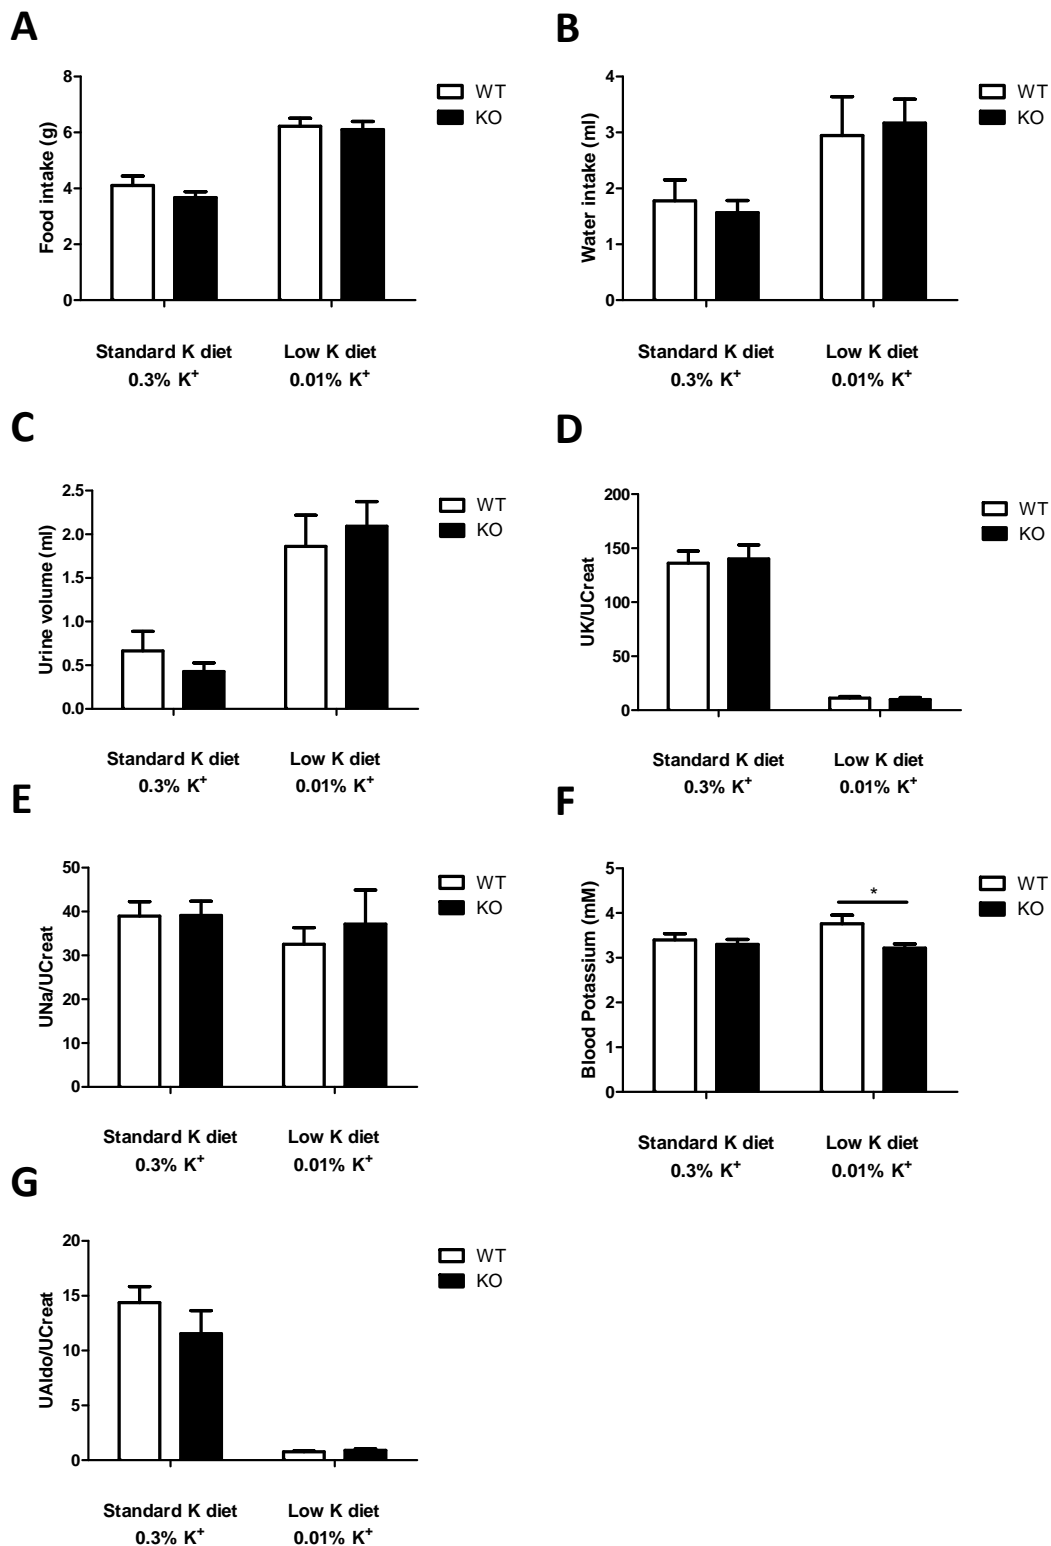 A
Food intake (g)
8
6
4
2
0
WT
KO
Standard K diet
0.3% K⁺
Low K diet
0.01% K⁺
B
Water intake (ml)
4
3
2
1
0
WT
KO
Standard K diet
0.3% K⁺
Low K diet
0.01% K⁺
C
Urine volume (ml)
2.5
2.0
1.5
1.0
0.5
0.0
WT
KO
Standard K diet
0.3% K⁺
Low K diet
0.01% K⁺
D
UK/UCreat
200
150
100
50
0
WT
KO
Standard K diet
0.3% K⁺
Low K diet
0.01% K⁺
E
UNa/UCreat
50
40
30
20
10
0
WT
KO
Standard K diet
0.3% K⁺
Low K diet
0.01% K⁺
F
Blood Potassium (mM)
5
4
3
2
1
0
*
WT
KO
Standard K diet
0.3% K⁺
Low K diet
0.01% K⁺
G
UAldo/UCreat
20
15
10
5
0
WT
KO
Standard K diet
0.3% K⁺
Low K diet
0.01% K⁺